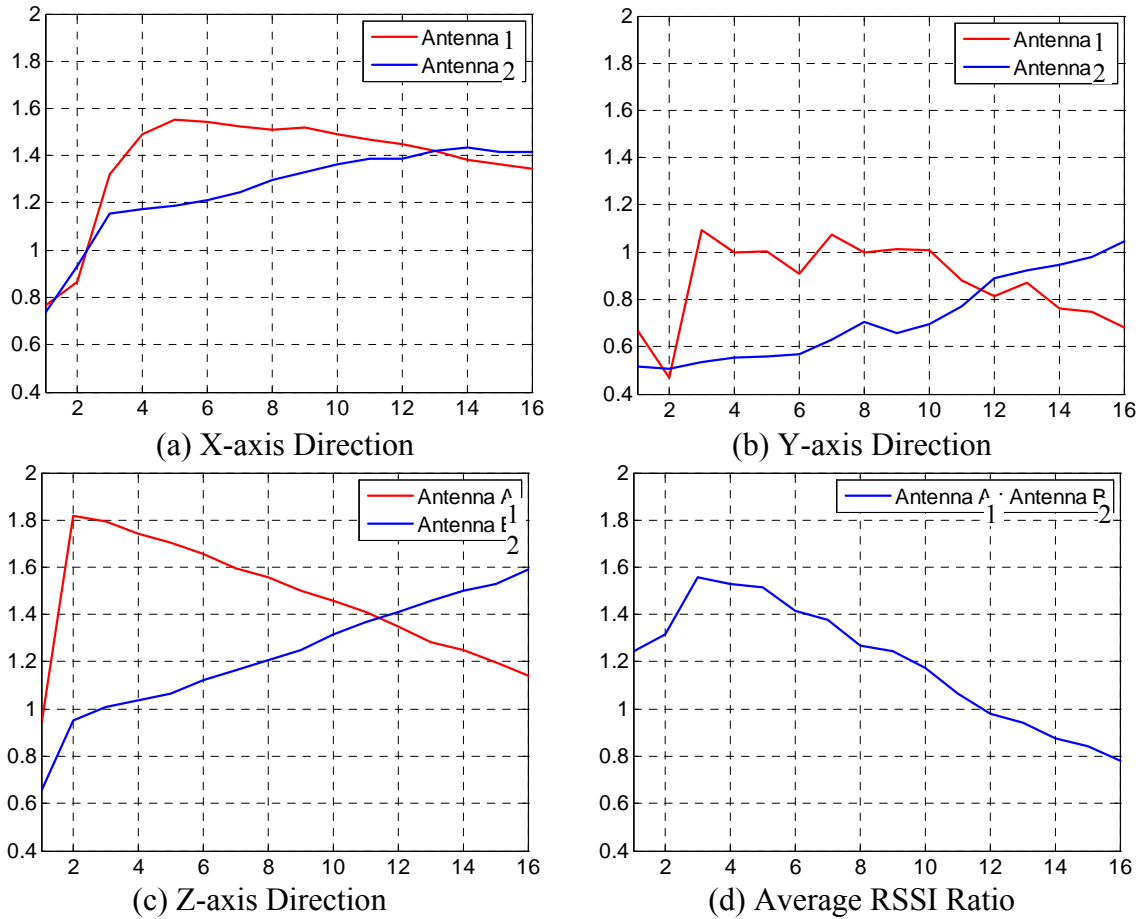 2
1.8
1.6
1.4
1.2
1
0.8
0.6
0.4
2 4 6 8 10 12 14 16
Antenna 1
Antenna 2
(a) X-axis Direction
2
1.8
1.6
1.4
1.2
1
0.8
0.6
0.4
2 4 6 8 10 12 14 16
Antenna 1
Antenna 2
(b) Y-axis Direction
2
1.8
1.6
1.4
1.2
1
0.8
0.6
0.4
2 4 6 8 10 12 14 16
Antenna A 1
Antenna 2
(c) Z-axis Direction
2
1.8
1.6
1.4
1.2
1
0.8
0.6
0.4
2 4 6 8 10 12 14 16
Antenna 1 : Antenna 2
(d) Average RSSI Ratio